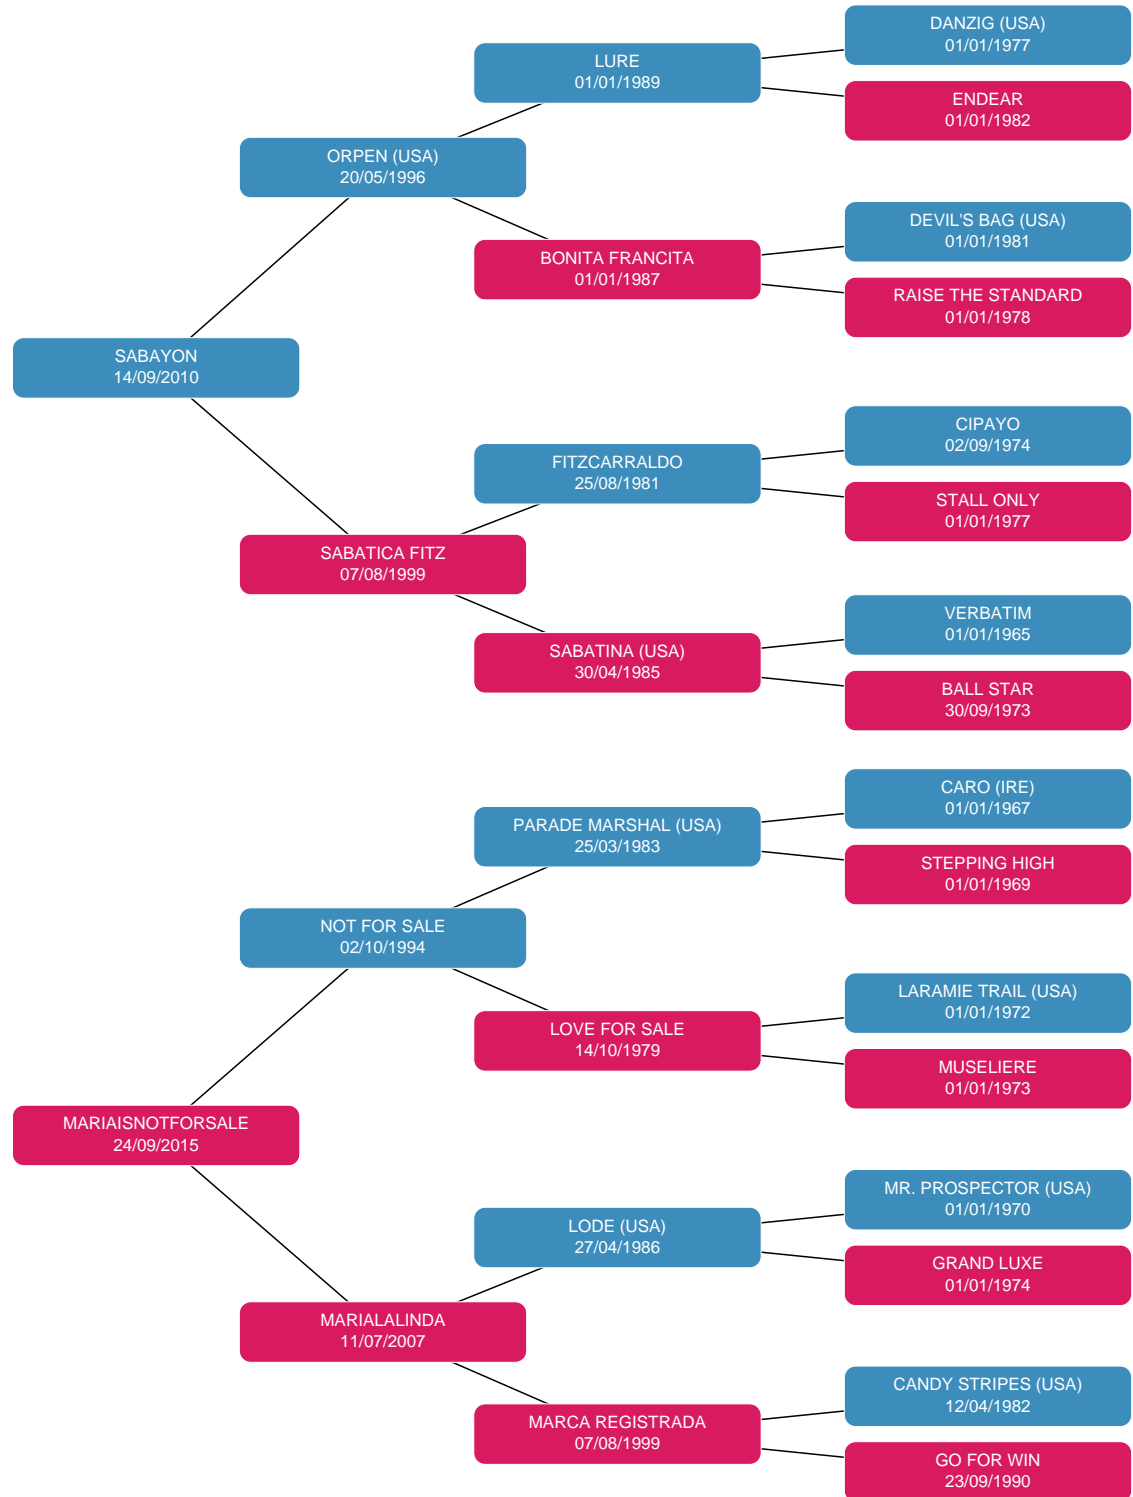 DANZIG (USA)
01/01/1977
LURE
01/01/1989
ENDEAR
01/01/1982
ORPEN (USA)
20/05/1996
DEVIL'S BAG (USA)
01/01/1981
BONITA FRANCITA
01/01/1987
RAISE THE STANDARD
01/01/1978
SABAYON
14/09/2010
CIPAYO
02/09/1974
FITZCARRALDO
25/08/1981
STALL ONLY
01/01/1977
SABATICA FITZ
07/08/1999
VERBATIM
01/01/1965
SABATINA (USA)
30/04/1985
BALL STAR
30/09/1973
CARO (IRE)
01/01/1967
PARADE MARSHAL (USA)
25/03/1983
STEPPING HIGH
01/01/1969
NOT FOR SALE
02/10/1994
LARAMIE TRAIL (USA)
01/01/1972
LOVE FOR SALE
14/10/1979
MUSELIERE
01/01/1973
MARIAISNOTFORSALE
24/09/2015
MR. PROSPECTOR (USA)
01/01/1970
LODE (USA)
27/04/1986
GRAND LUXE
01/01/1974
MARIALALINDA
11/07/2007
CANDY STRIPES (USA)
12/04/1982
MARCA REGISTRADA
07/08/1999
GO FOR WIN
23/09/1990